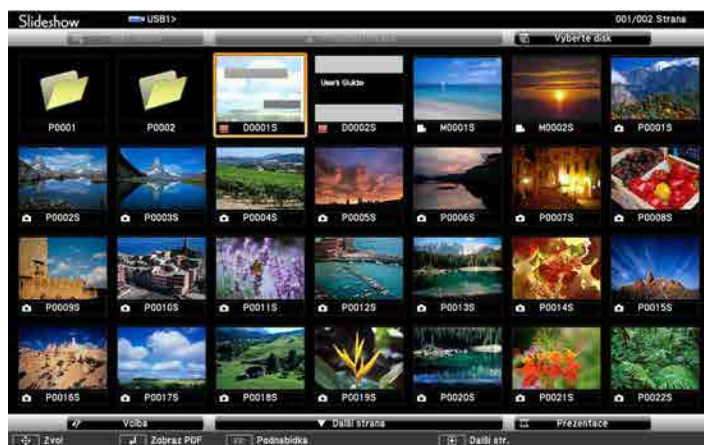 Slideshow USB1> 001/002 Strana
Vyberte disk
P0001 P0002 D0001S D0002S M0001S M0002S P0001S
User's Guide
P0002S P0003S P0004S P0005S P0006S P0007S P0008S
P0009S P0010S P0011S P0012S P0013S P0014S P0015S
P0016S P0017S P0018S P0019S P0020S P0021S P0022S
Volba Další strana Prezentace
Zvol Zobraz PDF Podnabídka Další str.